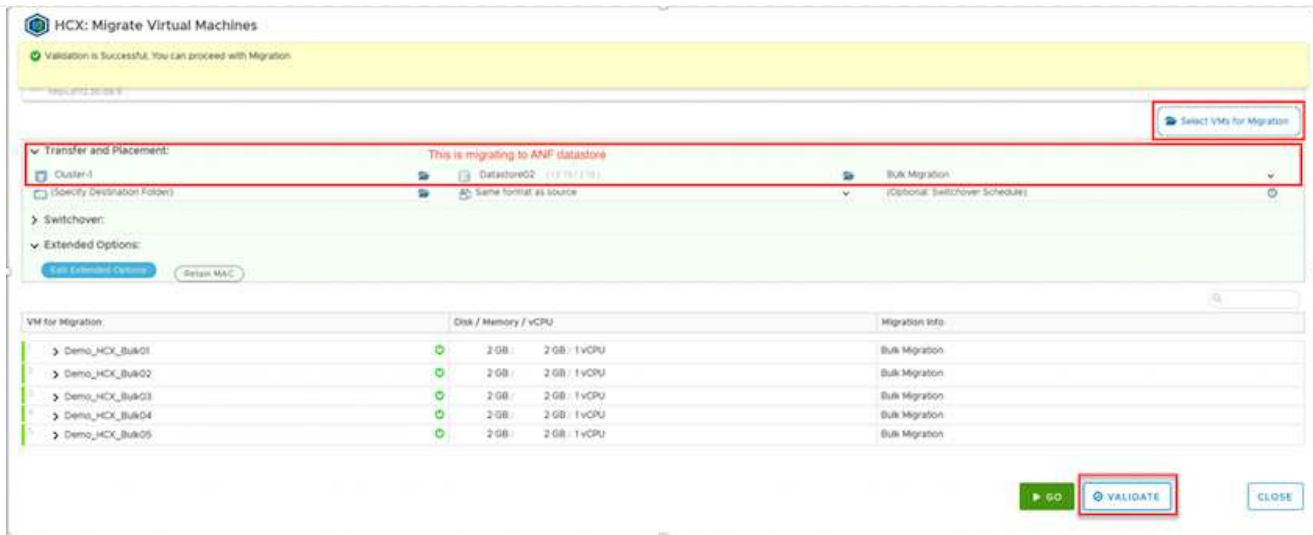 HCX: Migrate Virtual Machines
Validation is Successful, You can proceed with Migration
Select VMs for Migration
Transfer and Placement:
This is migrating to ANF datastore
Cluster-1 Datastore02 Bulk Migration
(Specify Destination Folder) Same format as source (Optional: Switchover Schedule)
Switchover:
Extended Options:
Edit Extended Options Retain MAC
VM for Migration Disk / Memory / vCPU Migration Info
1 Demo_HCX_Bulk01 2 GB / 2 GB / 1 vCPU Bulk Migration
2 Demo_HCX_Bulk02 2 GB / 2 GB / 1 vCPU Bulk Migration
3 Demo_HCX_Bulk03 2 GB / 2 GB / 1 vCPU Bulk Migration
4 Demo_HCX_Bulk04 2 GB / 2 GB / 1 vCPU Bulk Migration
5 Demo_HCX_Bulk05 2 GB / 2 GB / 1 vCPU Bulk Migration
GO VALIDATE CLOSE